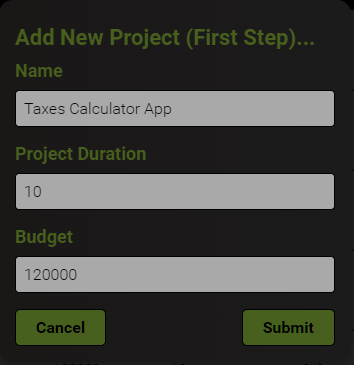 Add New Project (First Step)...
Name
Taxes Calculator App
Project Duration
10
Budget
120000
Cancel Submit